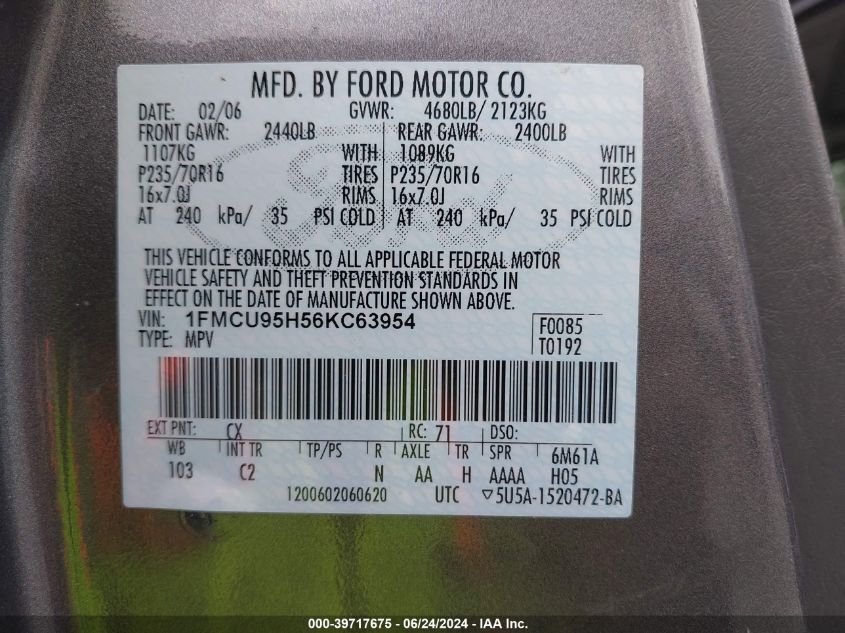 MFD. BY FORD MOTOR CO.
DATE: 02/06 GVWR: 4680LB/ 2123KG
FRONT GAWR: 2440LB REAR GAWR: 2400LB
1107KG WITH 1089KG WITH
P235/70R16 TIRES P235/70R16 TIRES
16x7.0J RIMS 16x7.0J RIMS
AT 240 kPa/ 35 PSI COLD AT 240 kPa/ 35 PSI COLD
THIS VEHICLE CONFORMS TO ALL APPLICABLE FEDERAL MOTOR
VEHICLE SAFETY AND THEFT PREVENTION STANDARDS IN
EFFECT ON THE DATE OF MANUFACTURE SHOWN ABOVE.
VIN: 1FMCU95H56KC63954 F0085
TYPE: MPV T0192
EXT PNT: CX RC: 71 DSO:
WB INT TR TP/PS R AXLE TR SPR 6M61A
103 C2 N AA H AAAA H05
1200602060620 UTC ▽5U5A-1520472-BA
000-39717675 / 06/24/2024 - IAA Inc.